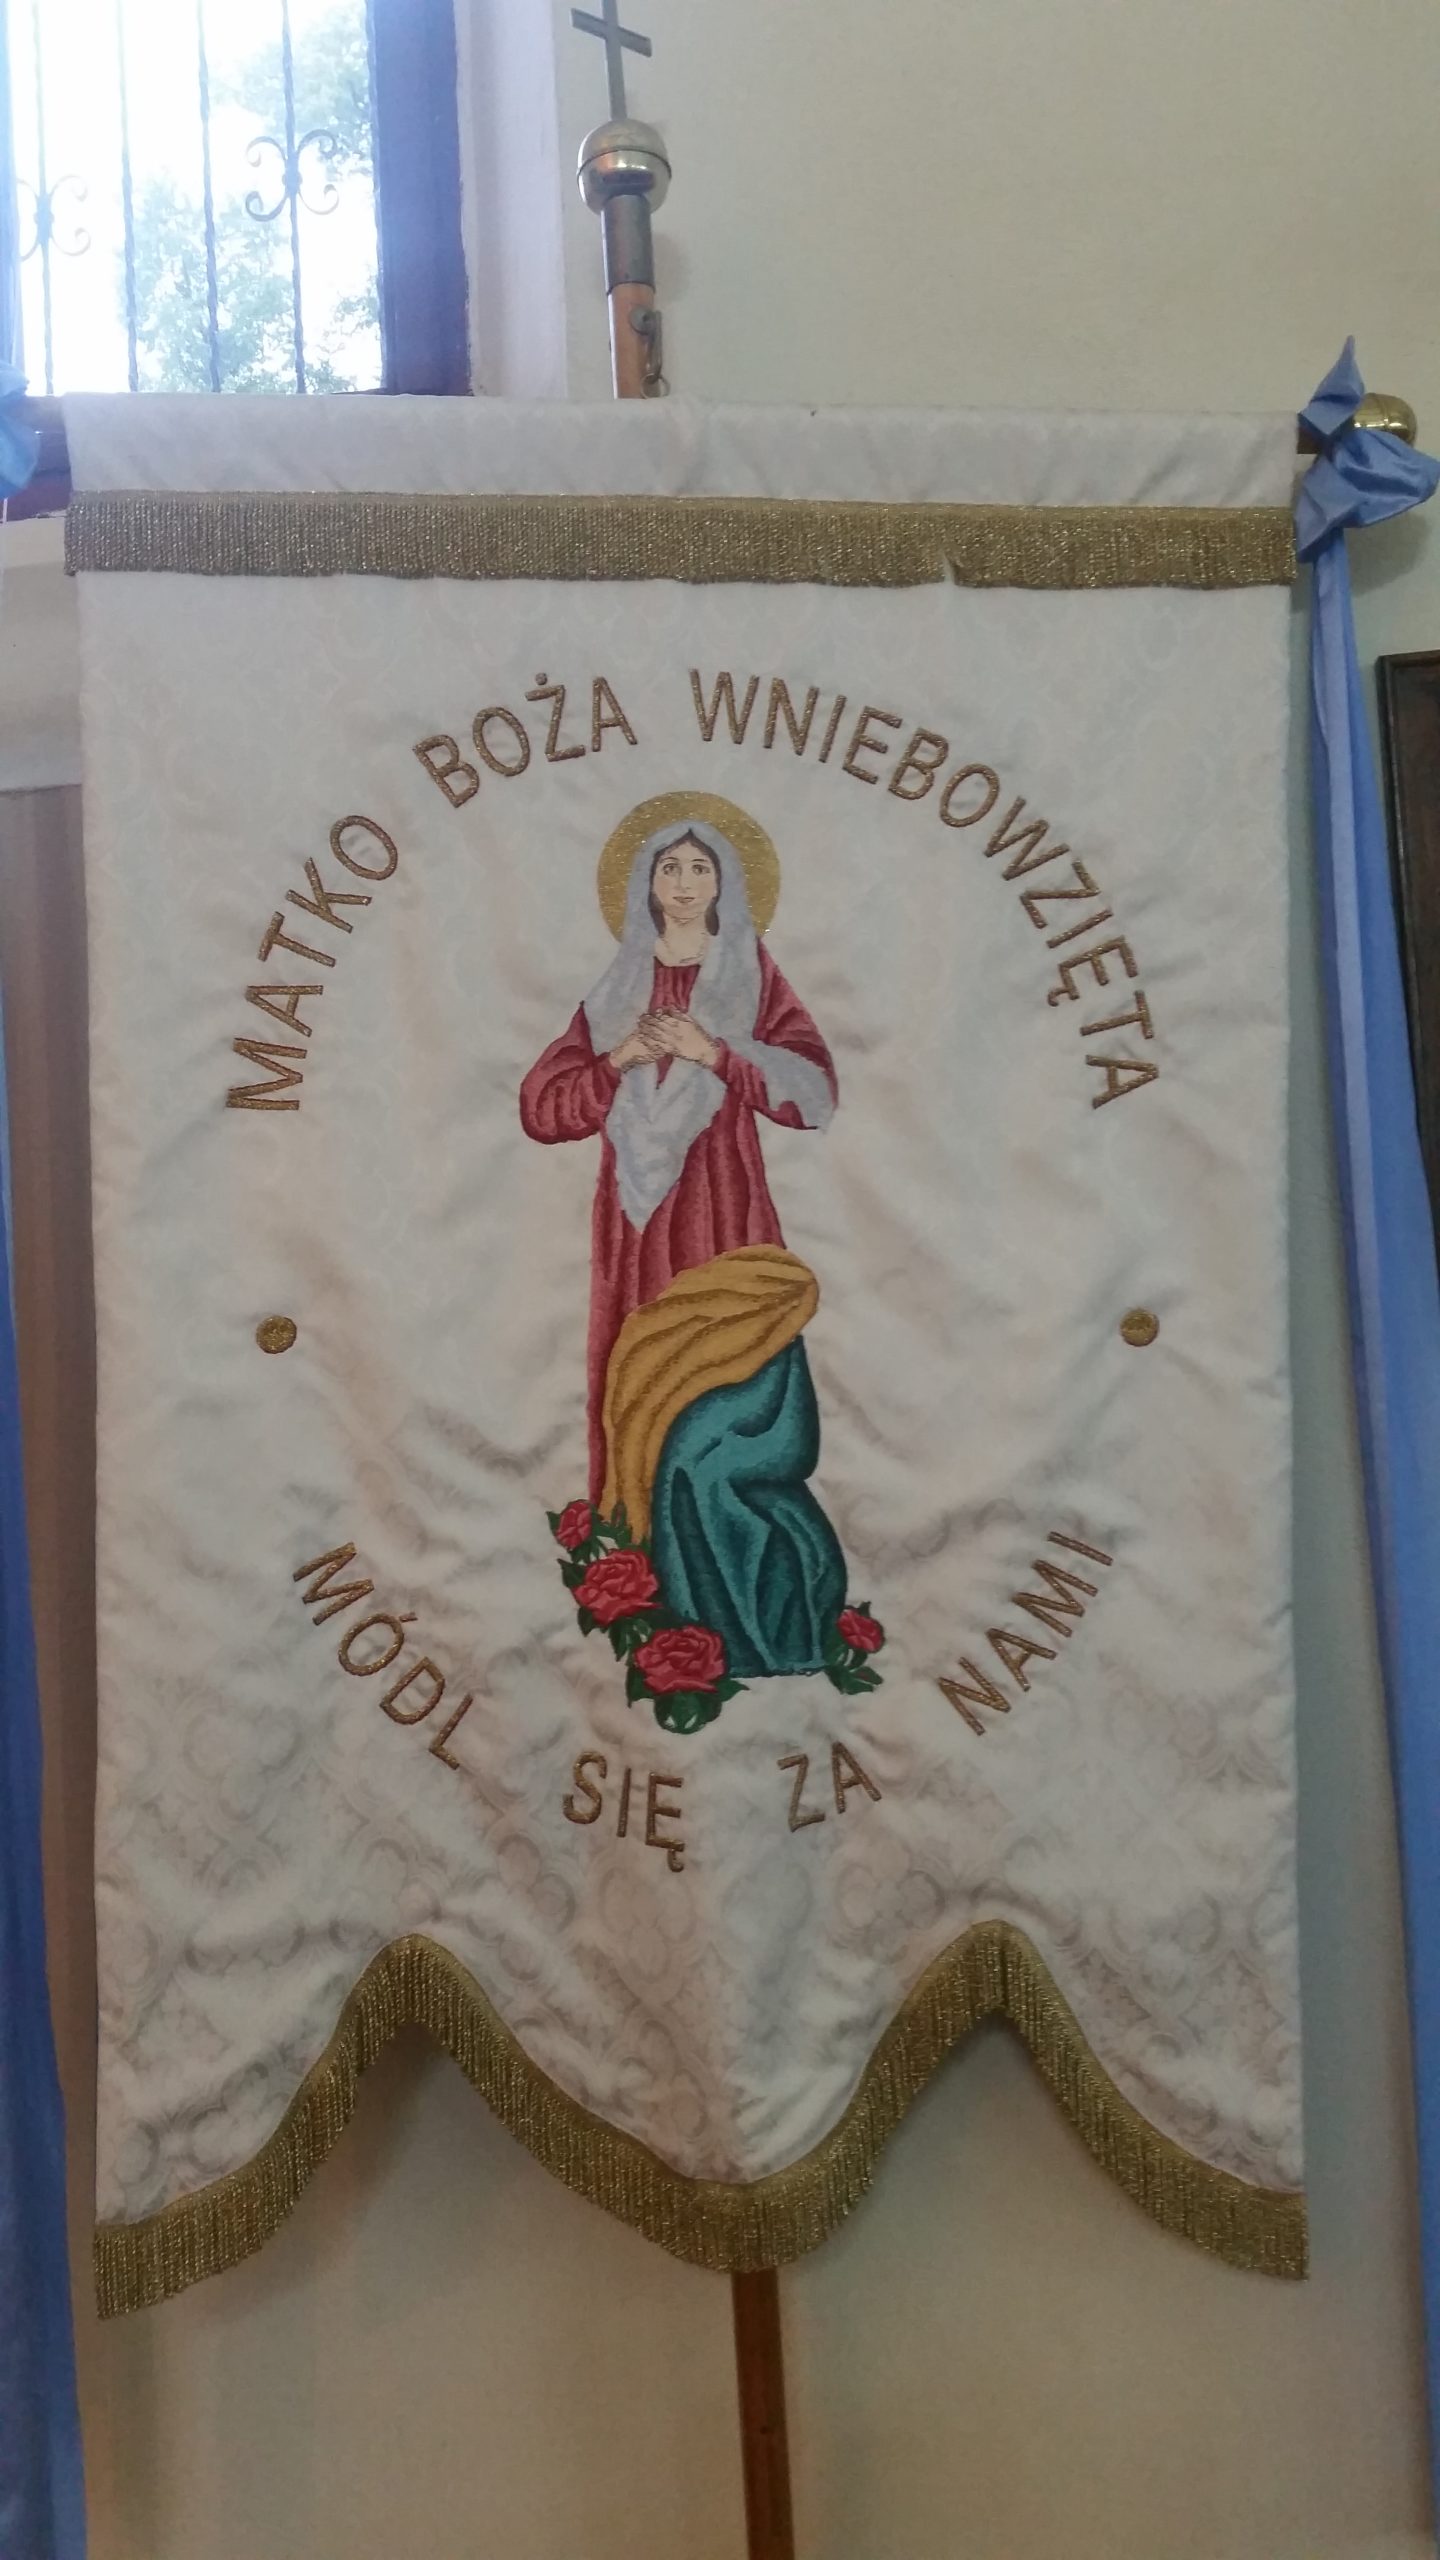 MATKO BOŻA WNIEBOWZIĘTA
MÓDL SIĘ ZA NAMI